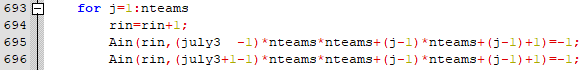 693 for j=1:nteams
694 rin=rin+1;
695 Ain(rin,(july3  -1)*nteams*nteams+(j-1)*nteams+(j-1)+1)=-1;
696 Ain(rin,(july3+1-1)*nteams*nteams+(j-1)*nteams+(j-1)+1)=-1;